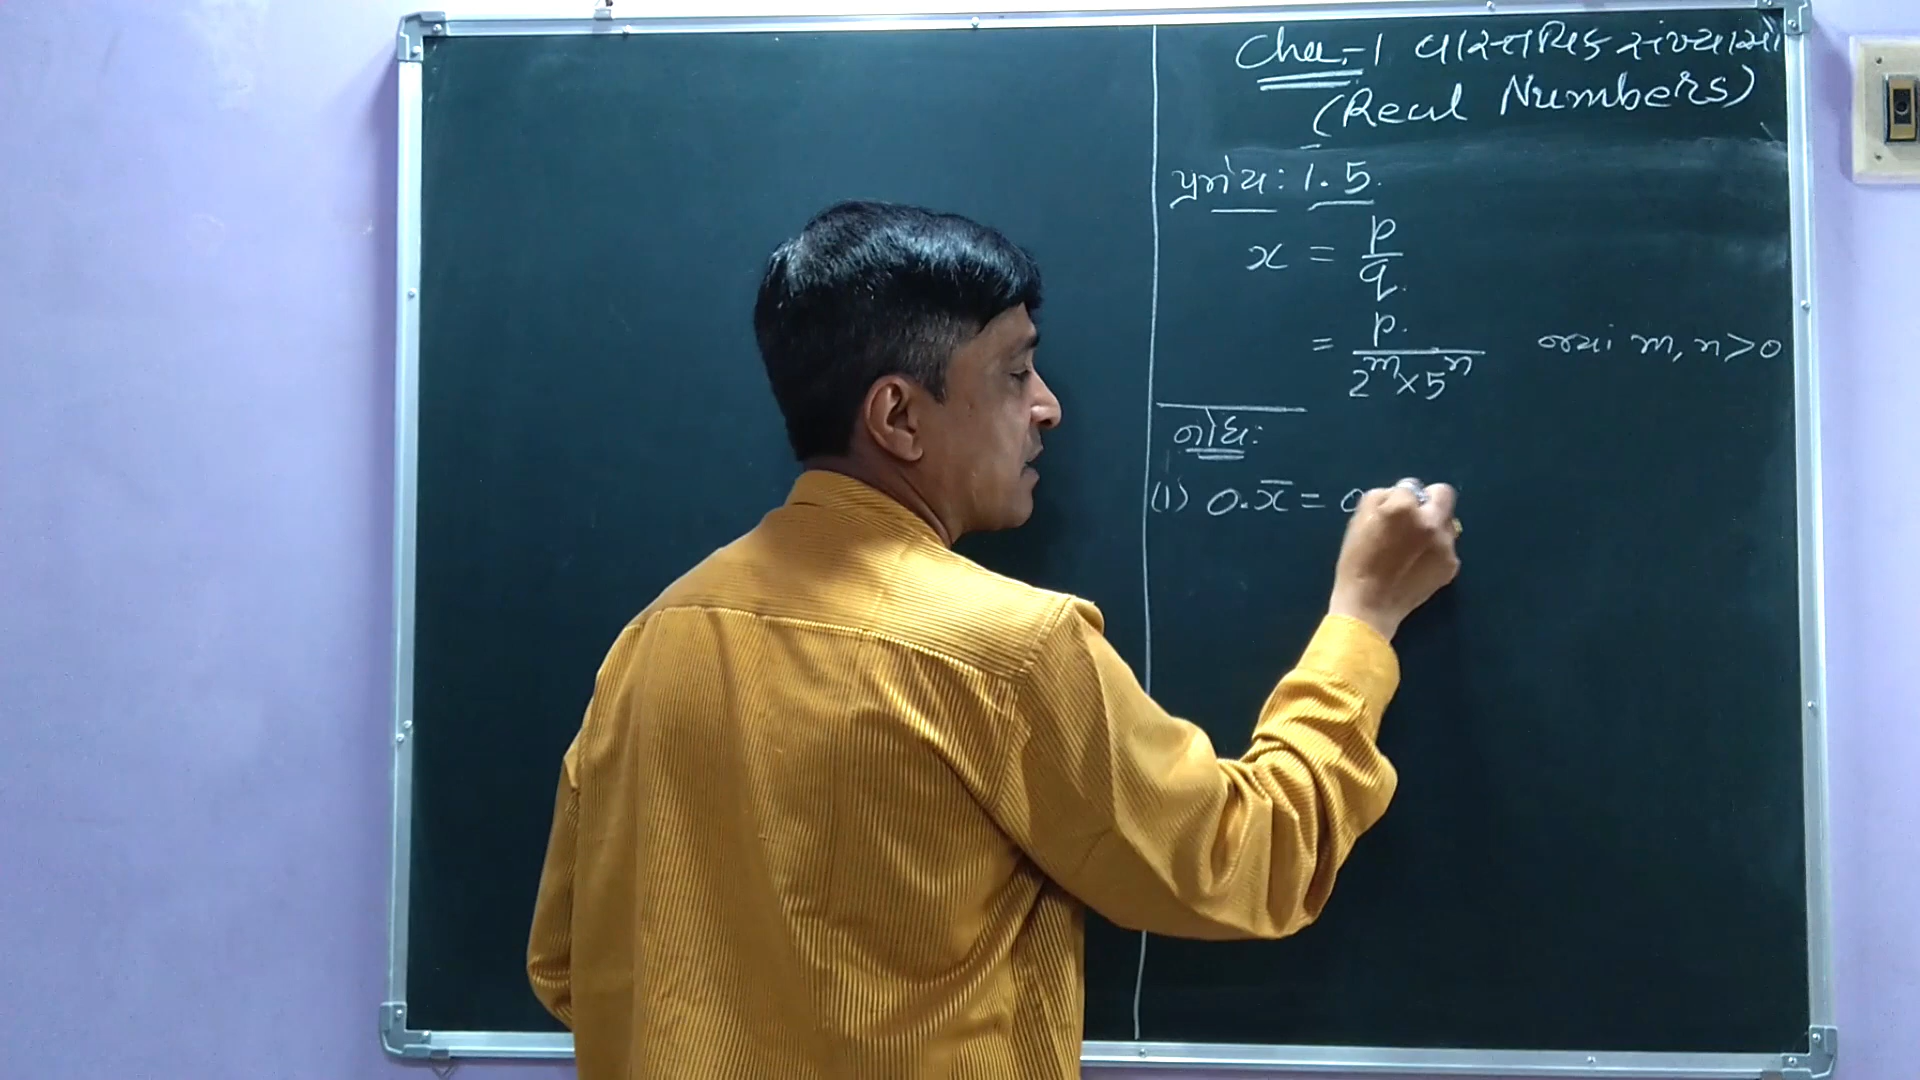 Cha-1 વાસ્તવિક સંખ્યાઓ
(Real Numbers)
પ્રમેય: 1.5
x = p/q
= p/2^m×5^n જ્યાં m, n>0
નોંધ:
(1) 0.x̅ = 0